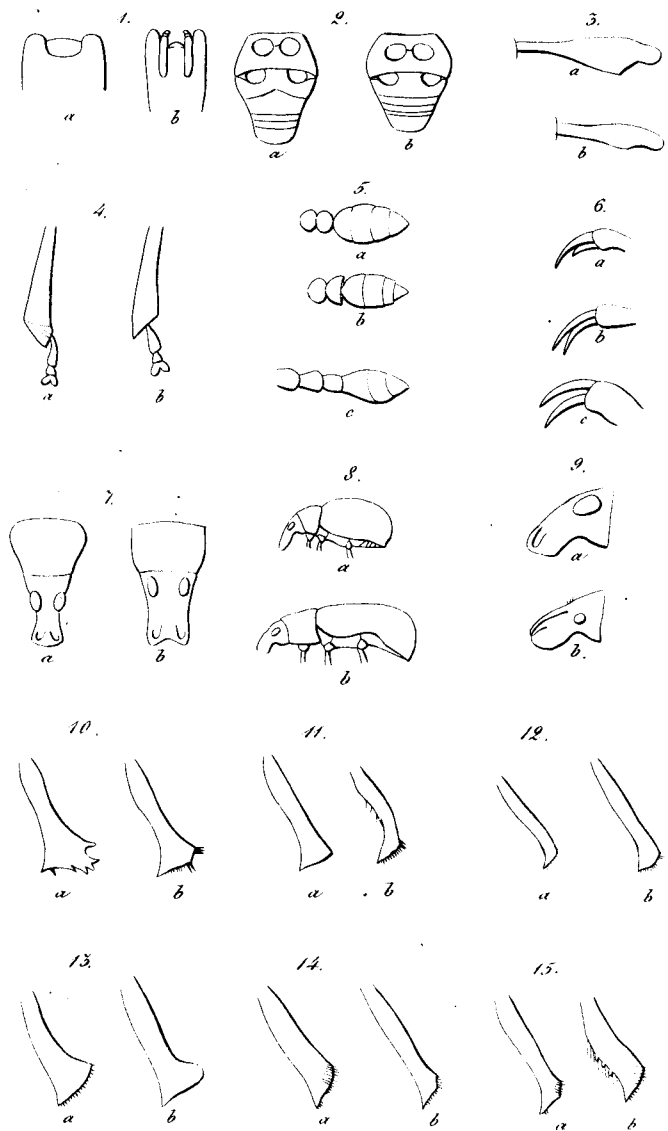 1. 2. 3.
a b a b a
b
4. 5. 6.
a a
b b
a b c c
7. 8. 9.
a a
a b b b.
10. 11. 12.
a b a b a b
13. 14. 15.
a b a b a b